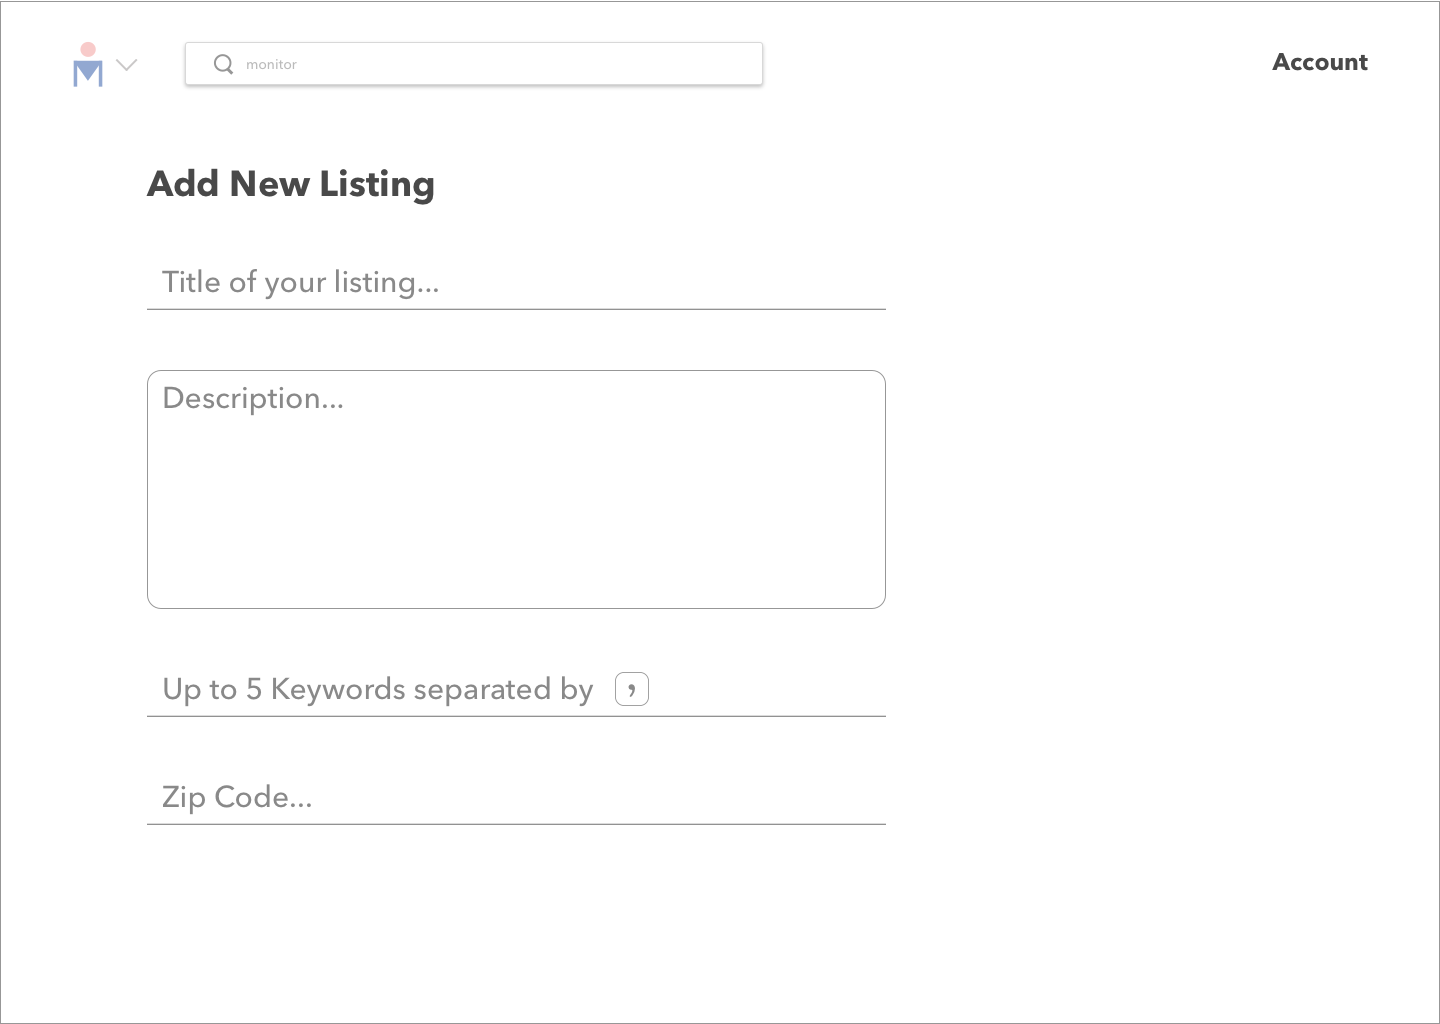 monitor
Account
Add New Listing
Title of your listing...
Description...
Up to 5 Keywords separated by ,
Zip Code...